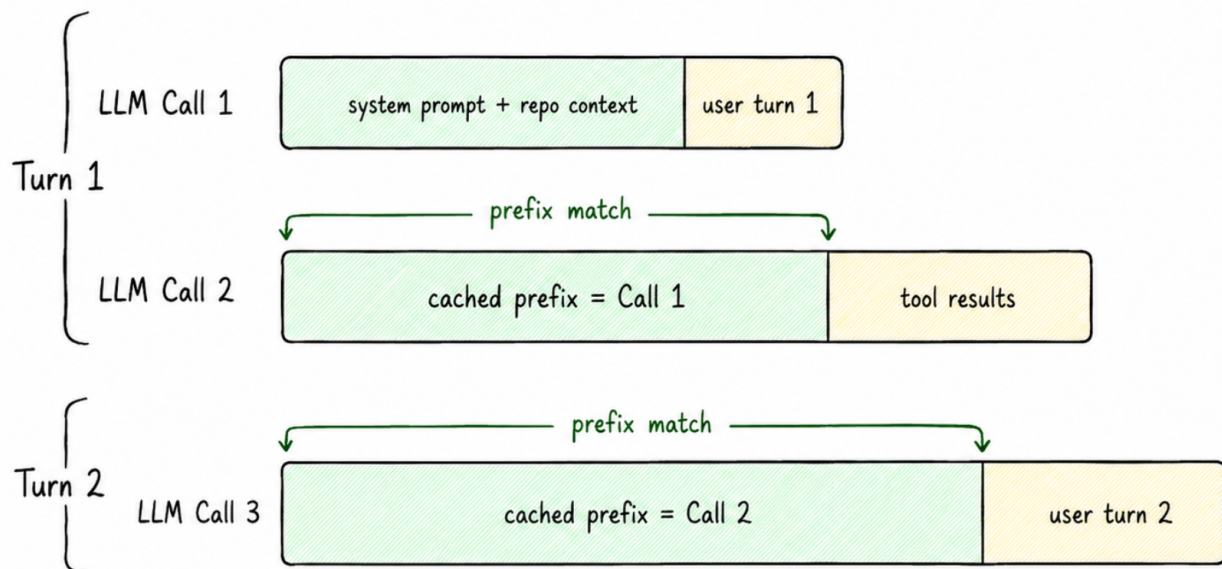 LLM Call 1
system prompt + repo context
user turn 1
Turn 1
prefix match
LLM Call 2
cached prefix = Call 1
tool results
prefix match
Turn 2
LLM Call 3
cached prefix = Call 2
user turn 2